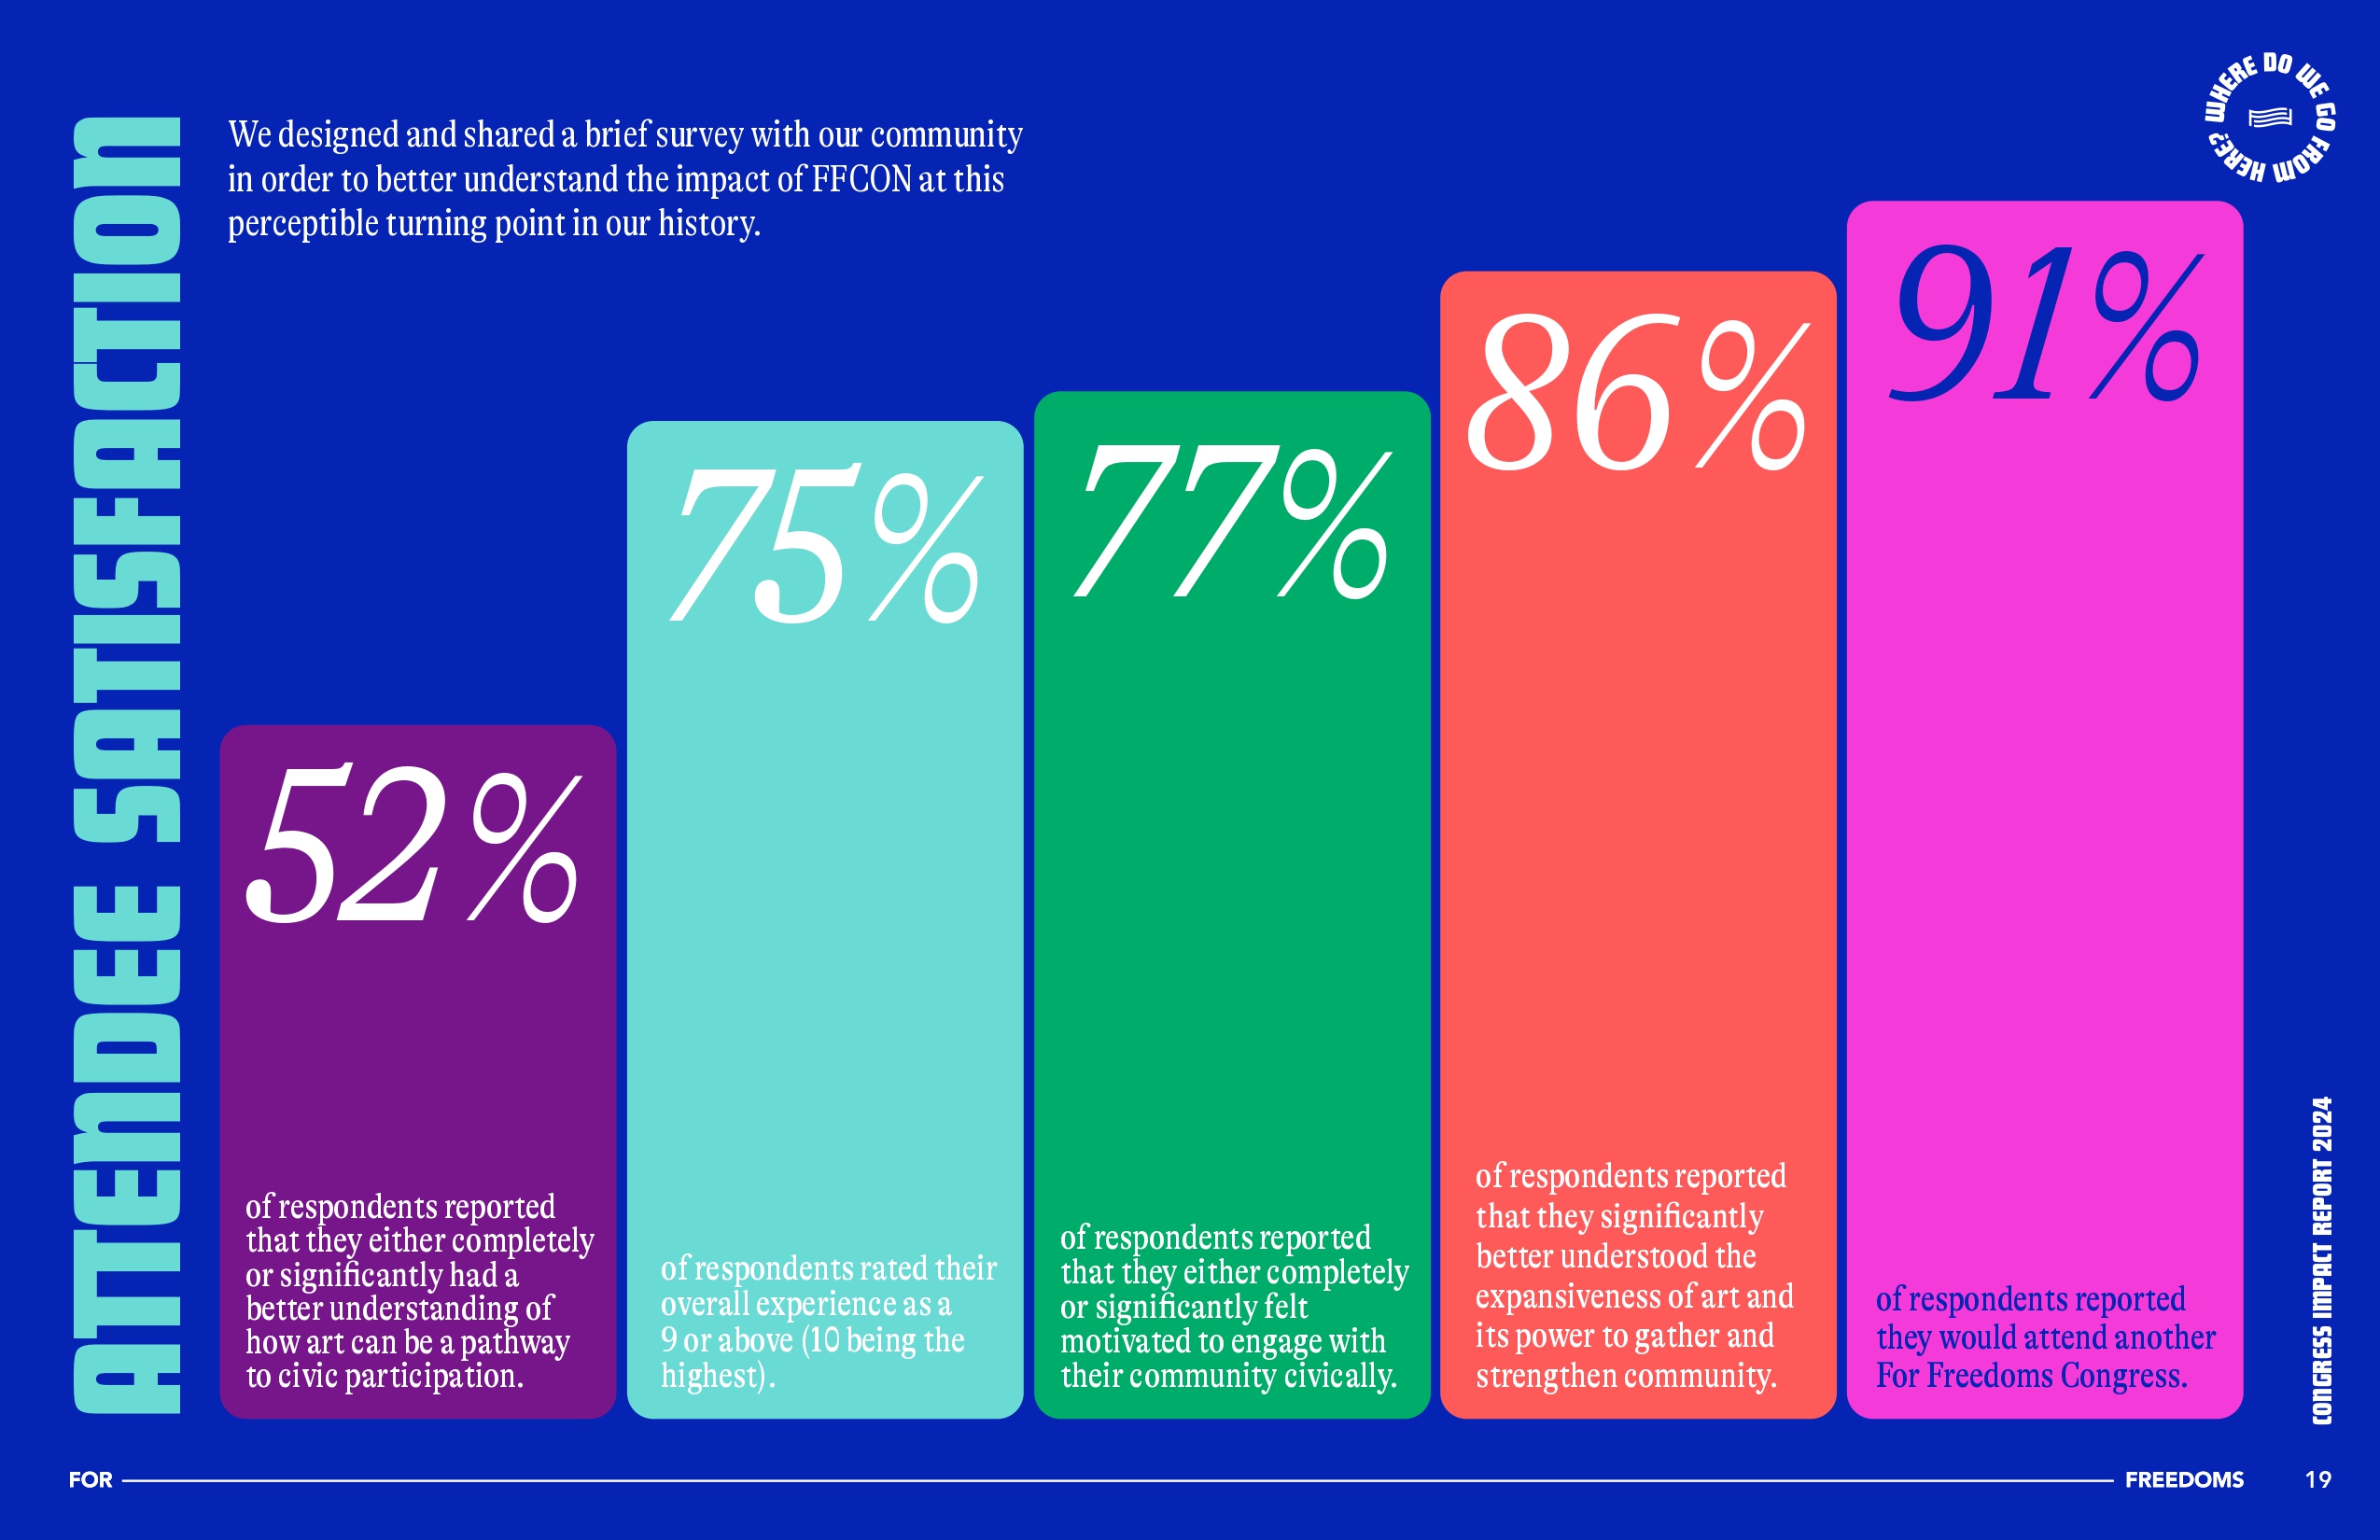 ATTENDEE SATISFACTION
We designed and shared a brief survey with our community
in order to better understand the impact of FFCON at this
perceptible turning point in our history.
WHERE DO WE GO FROM HERE?
52%
of respondents reported
that they either completely
or significantly had a
better understanding of
how art can be a pathway
to civic participation.
75%
of respondents rated their
overall experience as a
9 or above (10 being the
highest).
77%
of respondents reported
that they either completely
or significantly felt
motivated to engage with
their community civically.
86%
of respondents reported
that they significantly
better understood the
expansiveness of art and
its power to gather and
strengthen community.
91%
of respondents reported
they would attend another
For Freedoms Congress.
CONGRESS IMPACT REPORT 2024
FOR
FREEDOMS
19